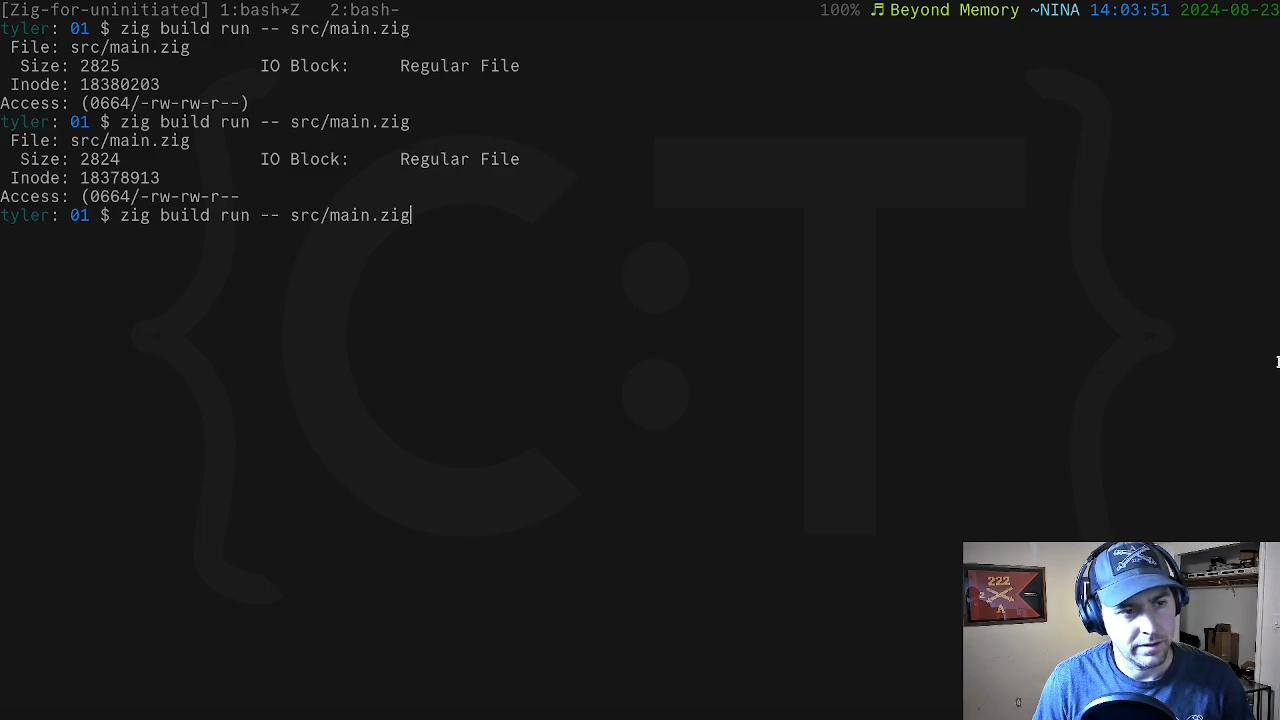 [Zig-for-uninitiated] 1:bash*Z 2:bash- 100% ♬ Beyond Memory ~NINA 14:03:51 2024-08-23
tyler: 01 $ zig build run -- src/main.zig
File: src/main.zig
Size: 2825 IO Block: Regular File
Inode: 18380203
Access: (0664/-rw-rw-r--)
tyler: 01 $ zig build run -- src/main.zig
File: src/main.zig
Size: 2824 IO Block: Regular File
Inode: 18378913
Access: (0664/-rw-rw-r--
tyler: 01 $ zig build run -- src/main.zig
{C:T}
222
2
A